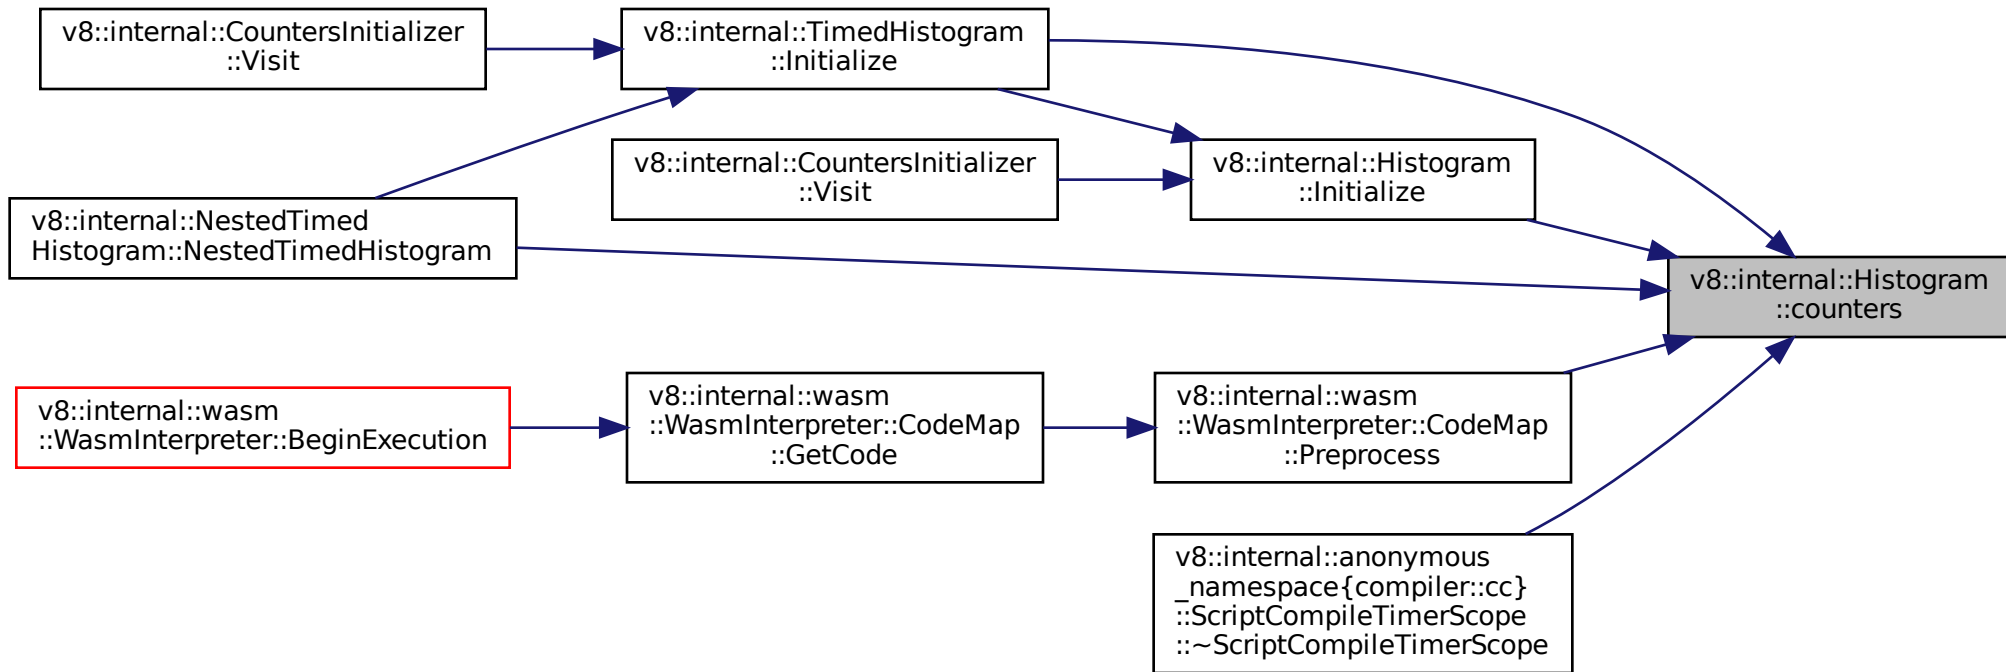 v8::internal::CountersInitializer
::Visit
v8::internal::TimedHistogram
::Initialize
v8::internal::CountersInitializer
::Visit
v8::internal::Histogram
::Initialize
v8::internal::NestedTimed
Histogram::NestedTimedHistogram
v8::internal::Histogram
::counters
v8::internal::wasm
::WasmInterpreter::BeginExecution
v8::internal::wasm
::WasmInterpreter::CodeMap
::GetCode
v8::internal::wasm
::WasmInterpreter::CodeMap
::Preprocess
v8::internal::anonymous
_namespace{compiler::cc}
::ScriptCompileTimerScope
::~ScriptCompileTimerScope